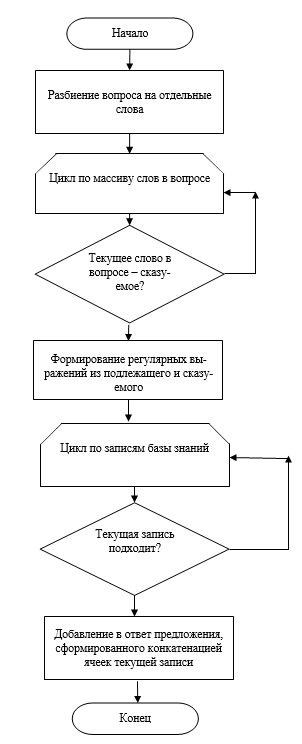 Начало
Разбиение вопроса на отдельные
слова
Цикл по массиву слов в вопросе
Текущее слово в
вопросе – сказу-
емое?
Формирование регулярных вы-
ражений из подлежащего и сказу-
емого
Цикл по записям базы знаний
Текущая запись
подходит?
Добавление в ответ предложения,
сформированного конкатенацией
ячеек текущей записи
Конец